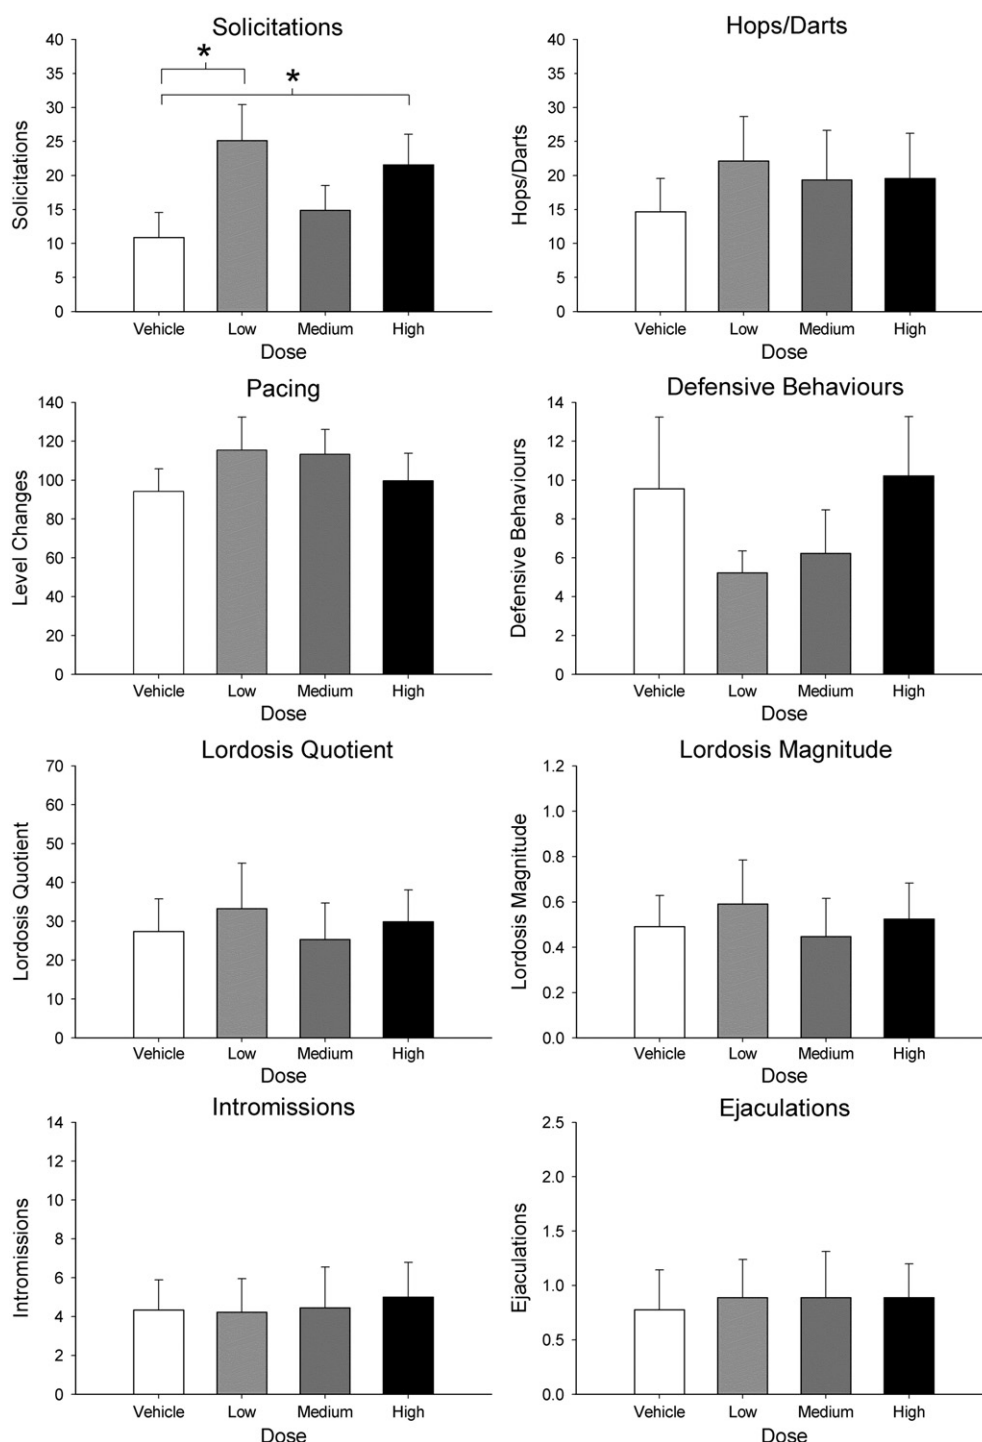 Solicitations
*
*
Solicitations
40
35
30
25
20
15
10
5
0
Vehicle Low Medium High
Dose
Hops/Darts
Hops/Darts
40
35
30
25
20
15
10
5
0
Vehicle Low Medium High
Dose
Pacing
Level Changes
140
120
100
80
60
40
20
0
Vehicle Low Medium High
Dose
Defensive Behaviours
Defensive Behaviours
14
12
10
8
6
4
2
0
Vehicle Low Medium High
Dose
Lordosis Quotient
Lordosis Quotient
70
60
50
40
30
20
10
0
Vehicle Low Medium High
Dose
Lordosis Magnitude
Lordosis Magnitude
1.2
1.0
0.8
0.6
0.4
0.2
0.0
Vehicle Low Medium High
Dose
Intromissions
Intromissions
14
12
10
8
6
4
2
0
Vehicle Low Medium High
Dose
Ejaculations
Ejaculations
2.5
2.0
1.5
1.0
0.5
0.0
Vehicle Low Medium High
Dose